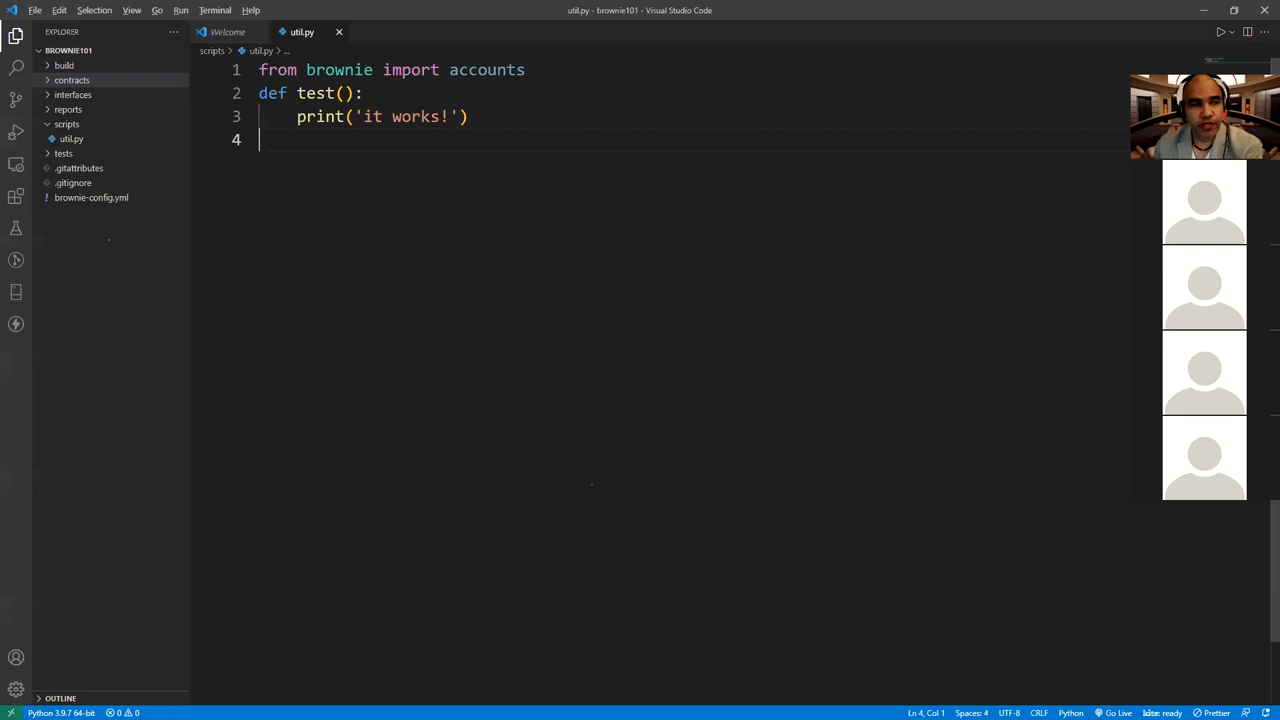 File Edit Selection View Go Run Terminal Help
util.py - brownie101 - Visual Studio Code
EXPLORER
Welcome
util.py
BROWNIE101
scripts > util.py > ...
build
contracts
interfaces
reports
scripts
util.py
tests
.gitattributes
.gitignore
brownie-config.yml
1 from brownie import accounts
2 def test():
3 print('it works!')
4
OUTLINE
Python 3.9.7 64-bit 0 0 Ln 4, Col 1 Spaces: 4 UTF-8 CRLF Python Go Live ready Prettier